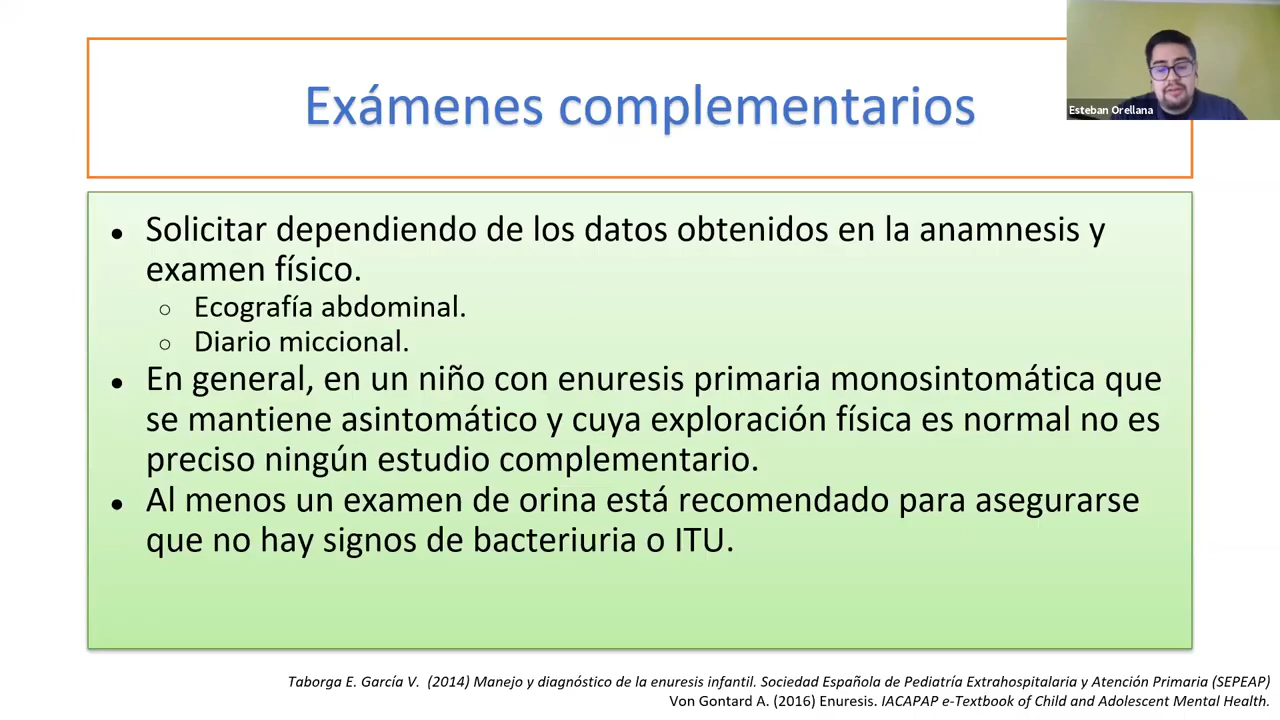 Exámenes complementarios
Esteban Orellana
● Solicitar dependiendo de los datos obtenidos en la anamnesis y
examen físico.
○ Ecografía abdominal.
○ Diario miccional.
● En general, en un niño con enuresis primaria monosintomática que
se mantiene asintomático y cuya exploración física es normal no es
preciso ningún estudio complementario.
● Al menos un examen de orina está recomendado para asegurarse
que no hay signos de bacteriuria o ITU.
Taborga E. García V. (2014) Manejo y diagnóstico de la enuresis infantil. Sociedad Española de Pediatría Extrahospitalaria y Atención Primaria (SEPEAP)
Von Gontard A. (2016) Enuresis. IACAPAP e-Textbook of Child and Adolescent Mental Health.